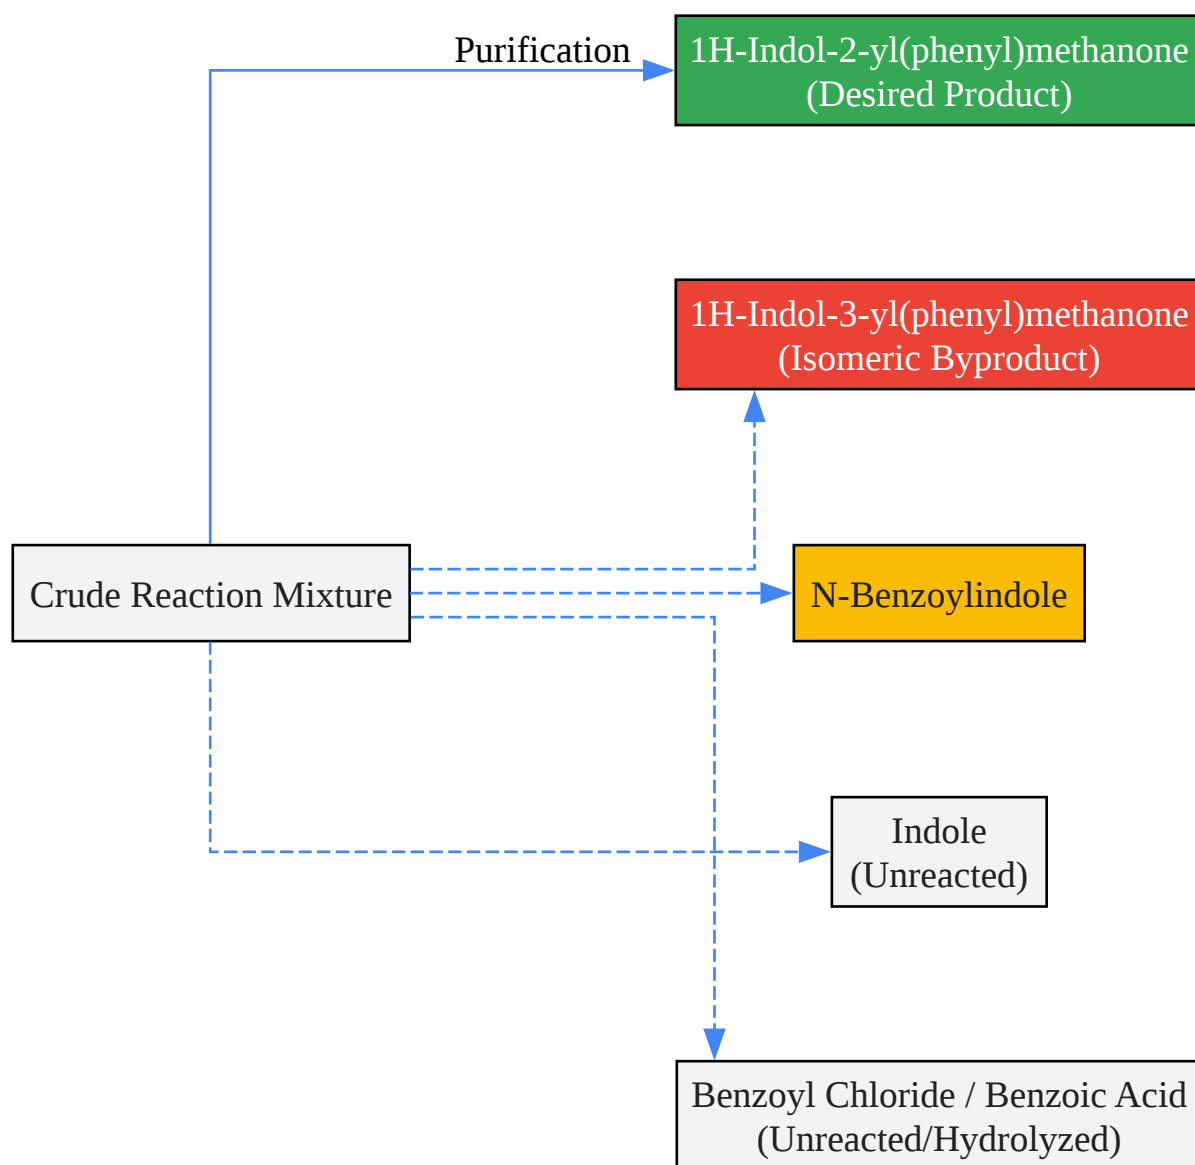 Purification
1H-Indol-2-yl(phenyl)methanone
(Desired Product)
1H-Indol-3-yl(phenyl)methanone
(Isomeric Byproduct)
Crude Reaction Mixture
N-Benzoylindole
Indole
(Unreacted)
Benzoyl Chloride / Benzoic Acid
(Unreacted/Hydrolyzed)